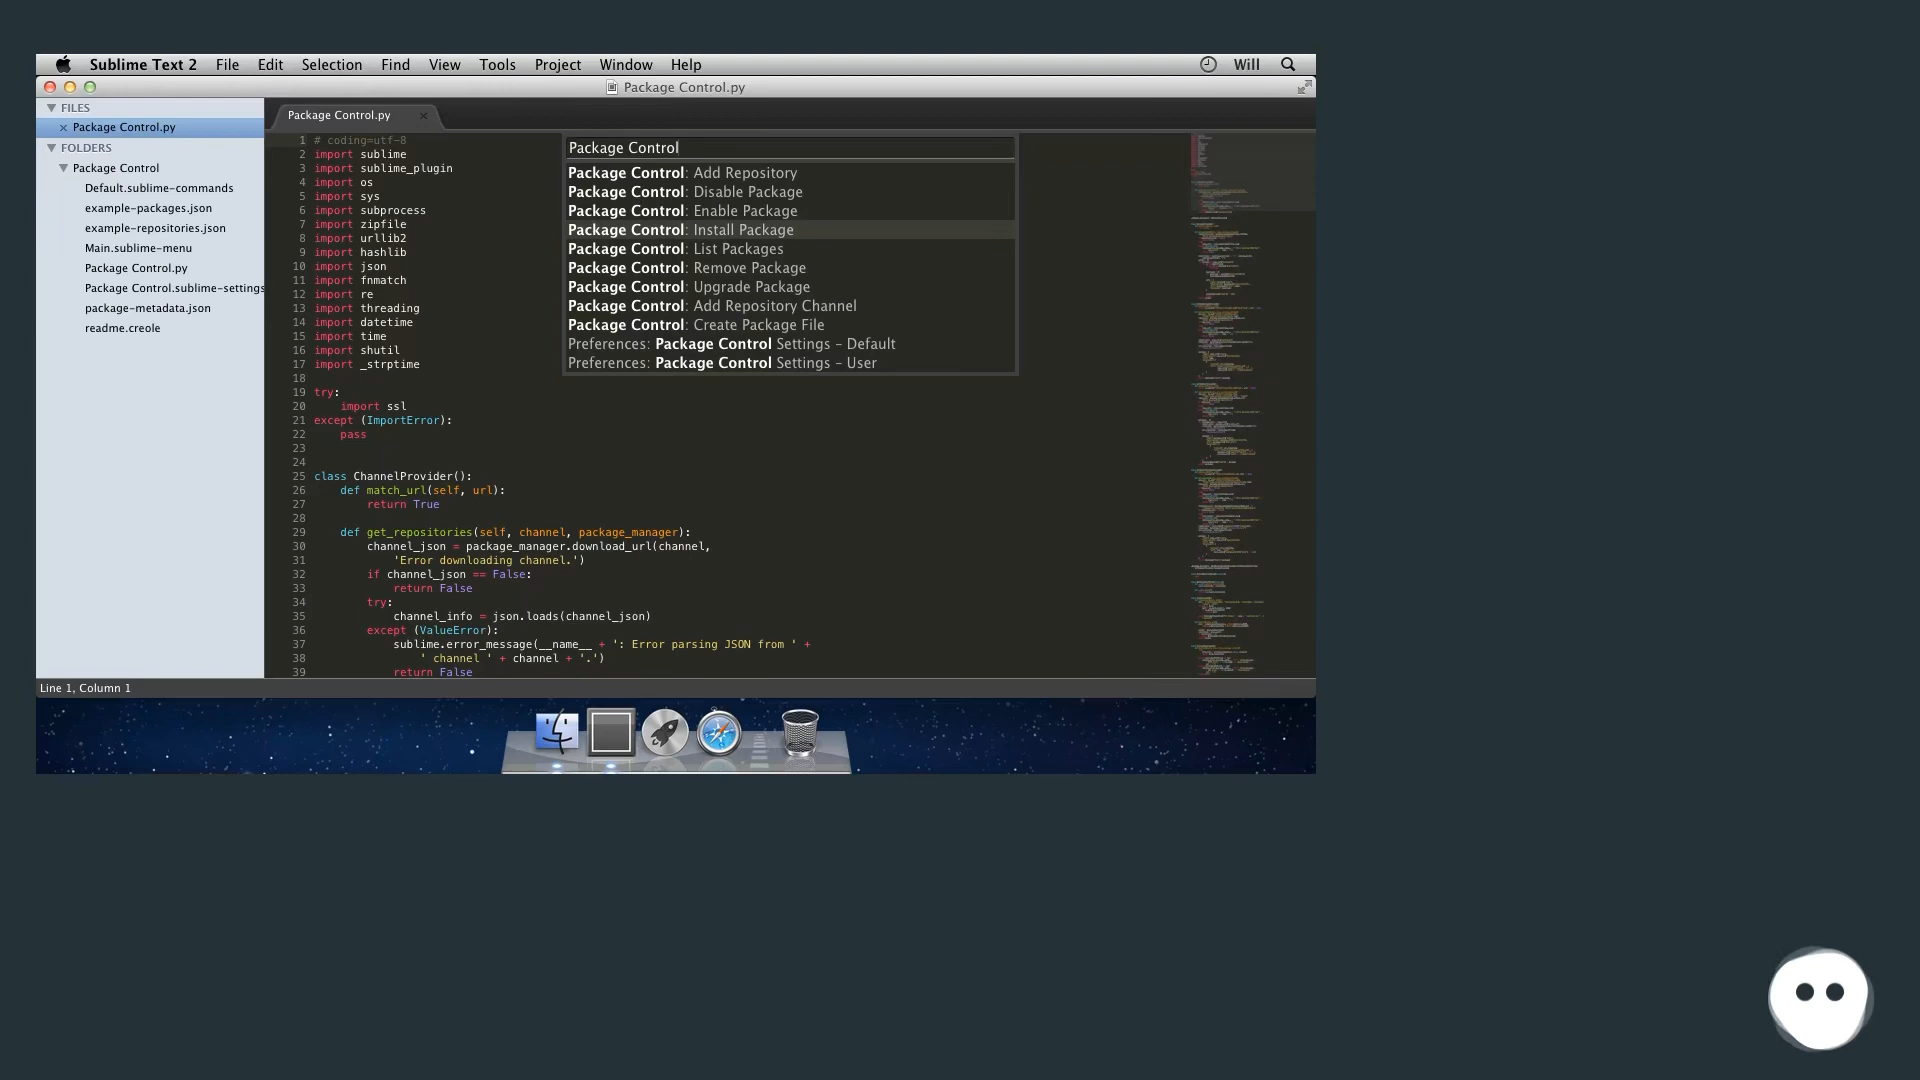 Sublime Text 2 File Edit Selection Find View Tools Project Window Help Will
Package Control.py
FILES
Package Control.py
FOLDERS
Package Control
Default.sublime-commands
example-packages.json
example-repositories.json
Main.sublime-menu
Package Control.py
Package Control.sublime-settings
package-metadata.json
readme.creole
Package Control.py
1 # coding=utf-8
2 import sublime
3 import sublime_plugin
4 import os
5 import sys
6 import subprocess
7 import zipfile
8 import urllib2
9 import hashlib
10 import json
11 import fnmatch
12 import re
13 import threading
14 import datetime
15 import time
16 import shutil
17 import _strptime
18
19 try:
20 import ssl
21 except (ImportError):
22 pass
23
24
25 class ChannelProvider():
26 def match_url(self, url):
27 return True
28
29 def get_repositories(self, channel, package_manager):
30 channel_json = package_manager.download_url(channel,
31 'Error downloading channel.')
32 if channel_json == False:
33 return False
34 try:
35 channel_info = json.loads(channel_json)
36 except (ValueError):
37 sublime.error_message(__name__ + ': Error parsing JSON from ' +
38 ' channel ' + channel + '.')
39 return False
Package Control
Package Control: Add Repository
Package Control: Disable Package
Package Control: Enable Package
Package Control: Install Package
Package Control: List Packages
Package Control: Remove Package
Package Control: Upgrade Package
Package Control: Add Repository Channel
Package Control: Create Package File
Preferences: Package Control Settings – Default
Preferences: Package Control Settings – User
Line 1, Column 1